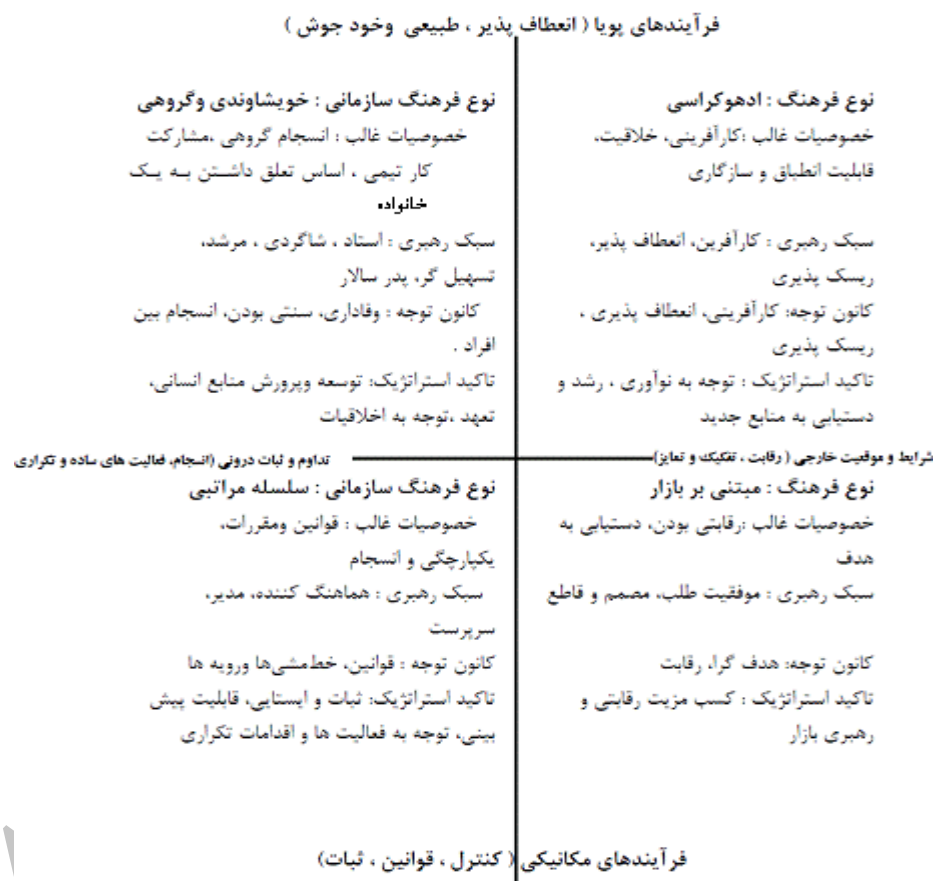 فرآیندهای پویا ( انعطاف پذیر ، طبیعی وخود جوش )
نوع فرهنگ : ادهوکراسی
خصوصیات غالب :کارآفرینی، خلاقیت،
قابلیت انطباق و سازگاری
سبک رهبری : کارآفرین، انعطاف پذیر،
ریسک پذیری
کانون توجه: کارآفرینی، انعطاف پذیری ،
ریسک پذیری
تاکید استراتژیک : توجه به نوآوری ، رشد و
دستیابی به منابع جدید
نوع فرهنگ سازمانی : خویشاوندی وگروهی
خصوصیات غالب : انسجام گروهی ،مشارکت
کار تیمی ، اساس تعلق داشتن به یک
خانواده
سبک رهبری : استاد ، شاگردی ، مرشد،
تسهیل گر، پدر سالار
کانون توجه : وفاداری، سنتی بودن، انسجام بین
افراد .
تاکید استراتژیک: توسعه وپرورش منابع انسانی،
تعهد ،توجه به اخلاقیات
شرایط و موقعیت خارجی ( رقابت ، تفکیک و تمایز)
تداوم و ثبات درونی (انسجام، فعالیت های ساده و تکراری
نوع فرهنگ : مبتنی بر بازار
خصوصیات غالب :رقابتی بودن، دستیابی به
هدف
سبک رهبری : موفقیت طلب، مصمم و قاطع
کانون توجه: هدف گرا، رقابت
تاکید استراتژیک : کسب مزیت رقابتی و
رهبری بازار
نوع فرهنگ سازمانی : سلسله مراتبی
خصوصیات غالب : قوانین ومقررات،
یکپارچگی و انسجام
سبک رهبری : هماهنگ کننده، مدیر،
سرپرست
کانون توجه : قوانین، خط‌مشی‌ها ورویه ها
تاکید استراتژیک: ثبات و ایستایی، قابلیت پیش
بینی، توجه به فعالیت ها و اقدامات تکراری
فرآیندهای مکانیکی ( کنترل ، قوانین ، ثبات)